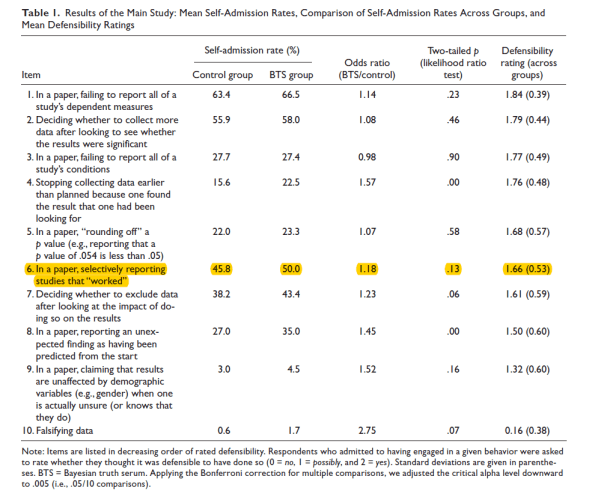 Table 1. Results of the Main Study: Mean Self-Admission Rates, Comparison of Self-Admission Rates Across Groups, and
Mean Defensibility Ratings
Self-admission rate (%)
Item Control group BTS group Odds ratio (BTS/control) Two-tailed p (likelihood ratio test) Defensibility rating (across groups)
1. In a paper, failing to report all of a 63.4 66.5 1.14 .23 1.84 (0.39)
study's dependent measures
2. Deciding whether to collect more 55.9 58.0 1.08 .46 1.79 (0.44)
data after looking to see whether
the results were significant
3. In a paper, failing to report all of a 27.7 27.4 0.98 .90 1.77 (0.49)
study's conditions
4. Stopping collecting data earlier 15.6 22.5 1.57 .00 1.76 (0.48)
than planned because one found
the result that one had been
looking for
5. In a paper, "rounding off" a 22.0 23.3 1.07 .58 1.68 (0.57)
p value (e.g., reporting that a
p value of .054 is less than .05)
6. In a paper, selectively reporting 45.8 50.0 1.18 .13 1.66 (0.53)
studies that "worked"
7. Deciding whether to exclude data 38.2 43.4 1.23 .06 1.61 (0.59)
after looking at the impact of do-
ing so on the results
8. In a paper, reporting an unex- 27.0 35.0 1.45 .00 1.50 (0.60)
pected finding as having been
predicted from the start
9. In a paper, claiming that results 3.0 4.5 1.52 .16 1.32 (0.60)
are unaffected by demographic
variables (e.g., gender) when one
is actually unsure (or knows that
they do)
10. Falsifying data 0.6 1.7 2.75 .07 0.16 (0.38)
Note: Items are listed in decreasing order of rated defensibility. Respondents who admitted to having engaged in a given behavior were asked
to rate whether they thought it was defensible to have done so (0 = no, 1 = possibly, and 2 = yes). Standard deviations are given in parenthe-
ses. BTS = Bayesian truth serum. Applying the Bonferroni correction for multiple comparisons, we adjusted the critical alpha level downward
to .005 (i.e., .05/10 comparisons).